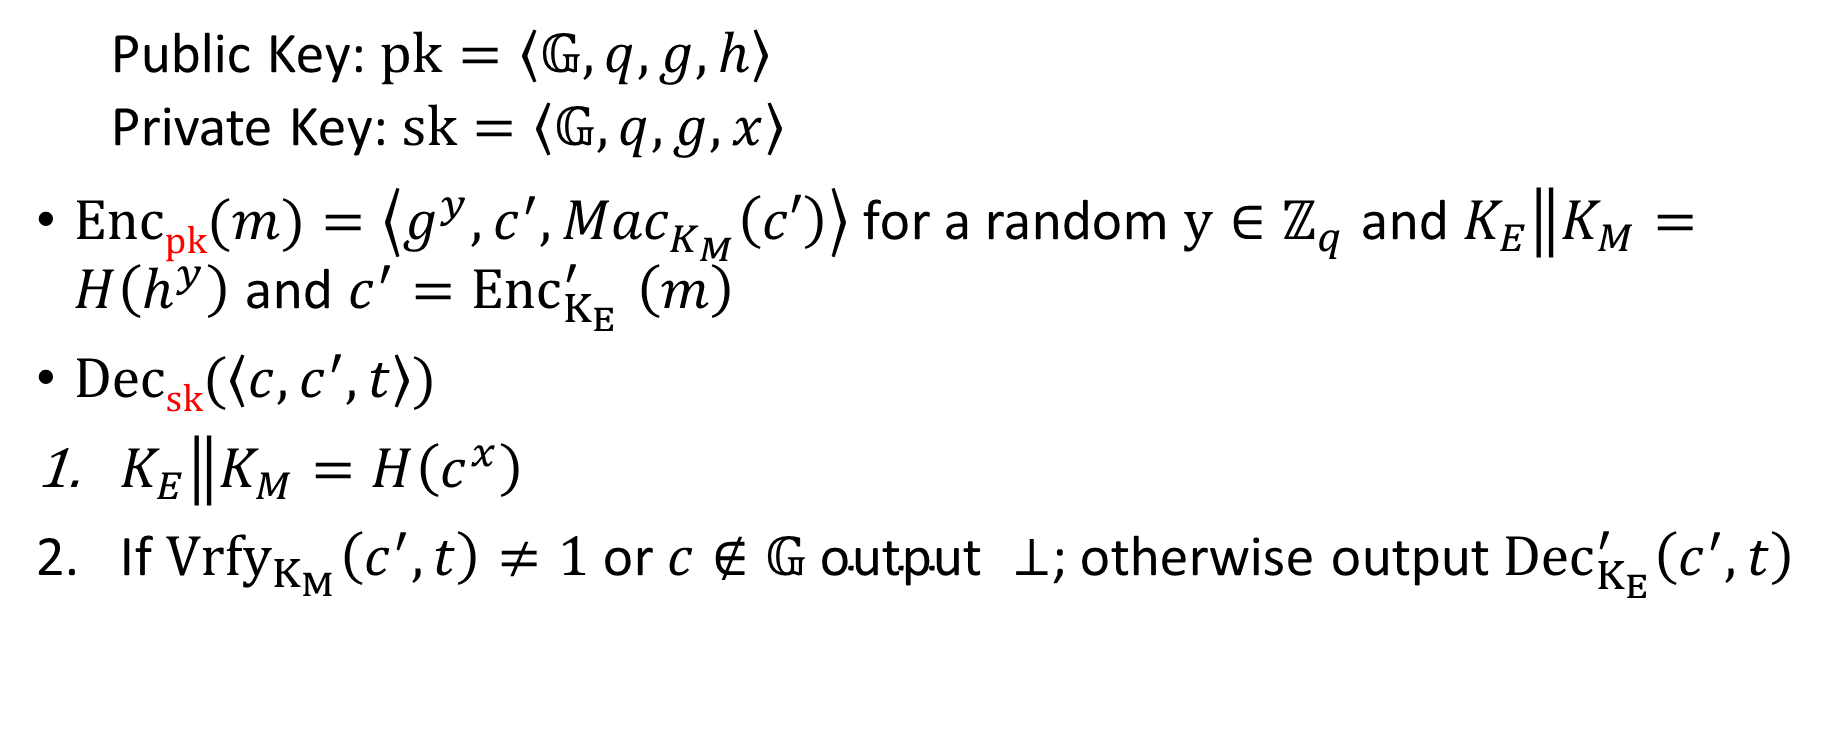 Public Key: pk = ⟨𝔾, q, g, h⟩
Private Key: sk = ⟨𝔾, q, g, x⟩
• Enc_pk(m) = ⟨g^y, c′, Mac_{K_M}(c′)⟩ for a random y ∈ ℤ_q and K_E‖K_M =
H(h^y) and c′ = Enc′_{K_E} (m)
• Dec_sk(⟨c, c′, t⟩)
1. K_E‖K_M = H(c^x)
2. If Vrfy_{K_M}(c′, t) ≠ 1 or c ∉ 𝔾 output ⊥; otherwise output Dec′_{K_E}(c′, t)